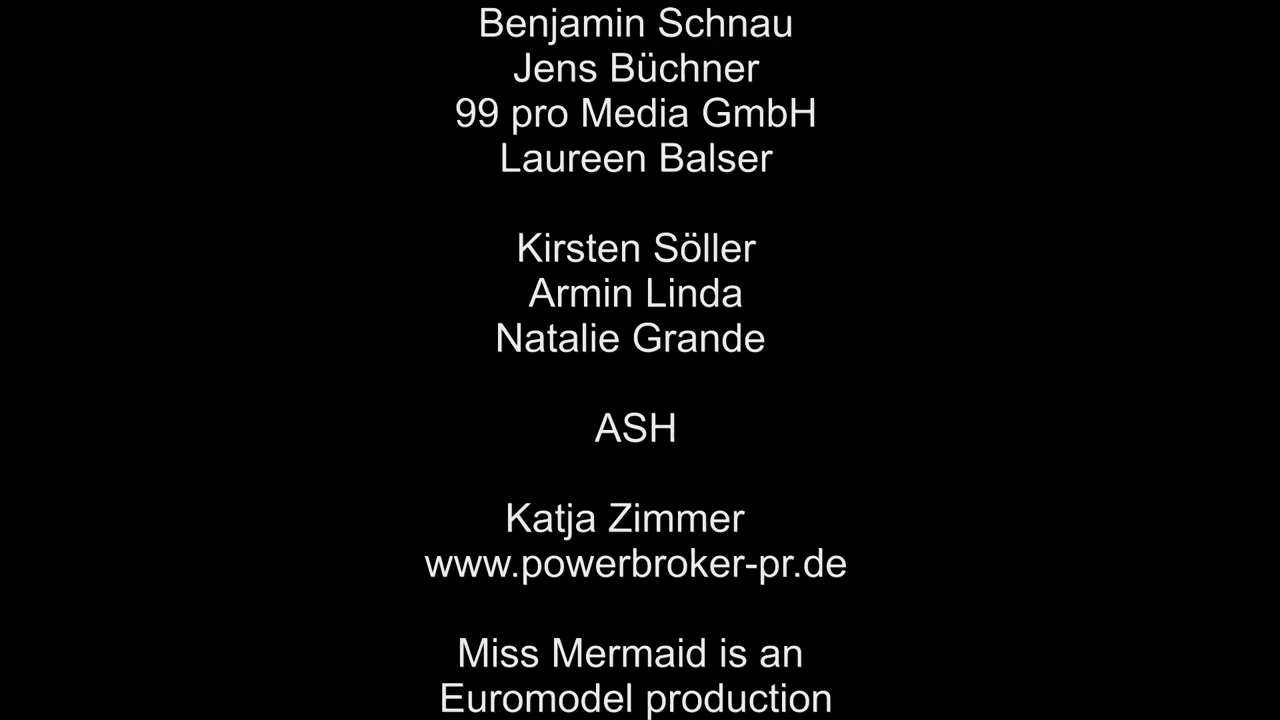 Benjamin Schnau
Jens Büchner
99 pro Media GmbH
Laureen Balser
Kirsten Söller
Armin Linda
Natalie Grande
ASH
Katja Zimmer
www.powerbroker-pr.de
Miss Mermaid is an
Euromodel production